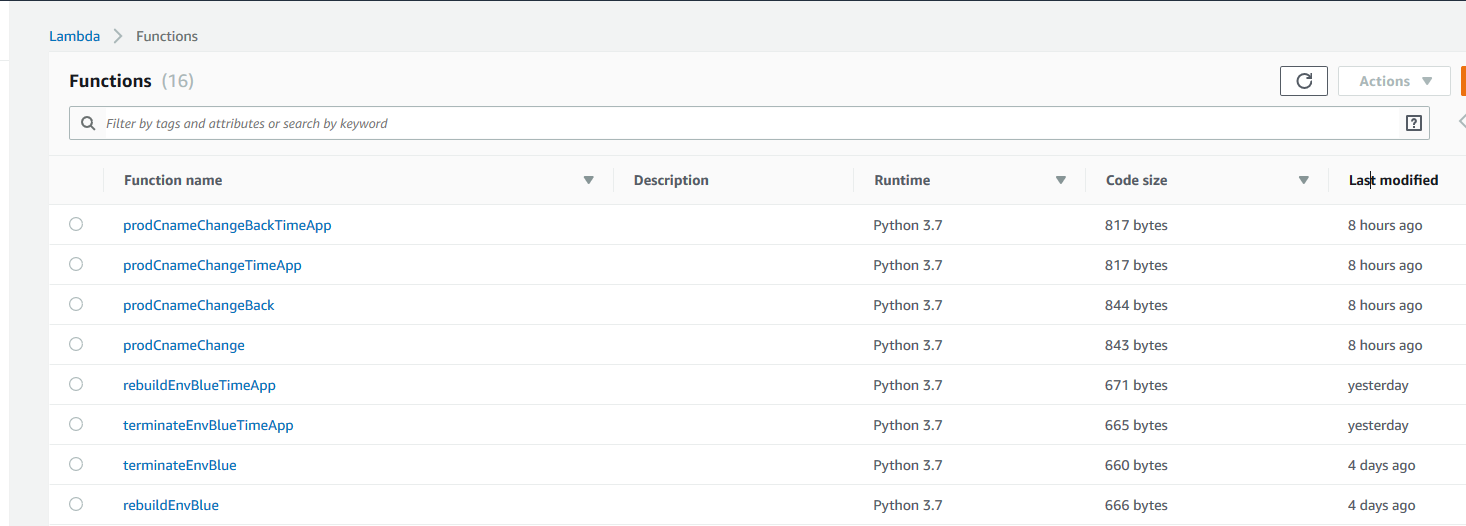 Lambda > Functions
Functions (16)
Actions
Filter by tags and attributes or search by keyword
Function name Description Runtime Code size Last modified
prodCnameChangeBackTimeApp Python 3.7 817 bytes 8 hours ago
prodCnameChangeTimeApp Python 3.7 817 bytes 8 hours ago
prodCnameChangeBack Python 3.7 844 bytes 8 hours ago
prodCnameChange Python 3.7 843 bytes 8 hours ago
rebuildEnvBlueTimeApp Python 3.7 671 bytes yesterday
terminateEnvBlueTimeApp Python 3.7 665 bytes yesterday
terminateEnvBlue Python 3.7 660 bytes 4 days ago
rebuildEnvBlue Python 3.7 666 bytes 4 days ago